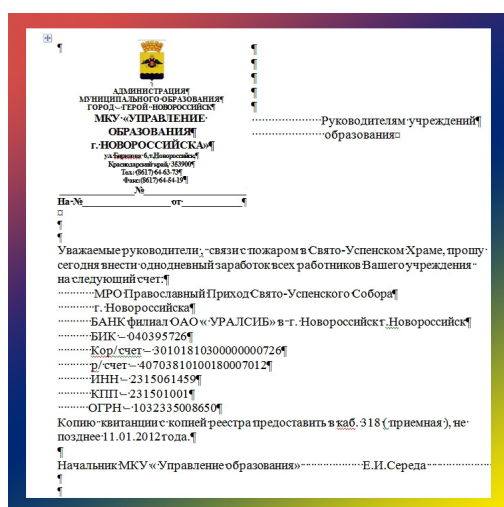 АДМИНИСТРАЦИЯ
МУНИЦИПАЛЬНОГО ОБРАЗОВАНИЯ
ГОРОД – ГЕРОЙ НОВОРОССИЙСК
МКУ «УПРАВЛЕНИЕ
ОБРАЗОВАНИЯ
г. НОВОРОССИЙСКА»
ул. Бирюзова 6, г.Новороссийск
Краснодарский край, 353900
Тел.: (8617) 64-63-73
Факс: (8617) 64-54-19
____________№____________
На №____________ от ____________
Руководителям учреждений
образования
Уважаемые руководители ; связи с пожаром в Свято-Успенском Храме, прошу
сегодня внести однодневный заработок всех работников Вашего учреждения
на следующий счет:
МРО Православный Приход Свято-Успенского Собора
г. Новороссийска
БАНК филиал ОАО « УРАЛСИБ» в г. Новороссийск г. Новороссийск
БИК – 040395726
Кор/ счет – 30101810300000000726
р/ счет – 40703810100180007012
ИНН – 2315061459
КПП – 231501001
ОГРН – 1032335008650
Копию квитанции с копией реестра предоставить в каб. 318 ( приемная ), не
позднее 11.01.2012 года.
Начальник МКУ « Управление образования» Е.И.Середа